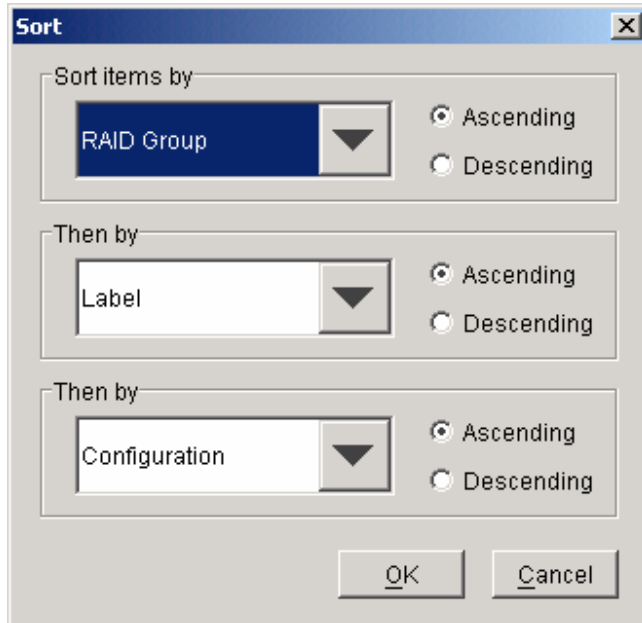 Sort
Sort items by
RAID Group
Ascending
Descending
Then by
Label
Ascending
Descending
Then by
Configuration
Ascending
Descending
OK
Cancel